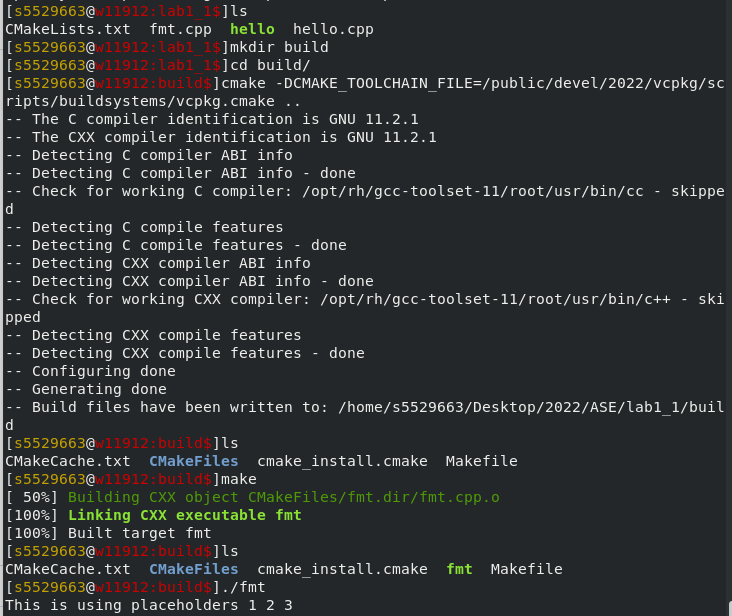 [s5529663@w11912:lab1_1$]ls
CMakeLists.txt  fmt.cpp  hello  hello.cpp
[s5529663@w11912:lab1_1$]mkdir build
[s5529663@w11912:lab1_1$]cd build/
[s5529663@w11912:build$]cmake -DCMAKE_TOOLCHAIN_FILE=/public/devel/2022/vcpkg/sc
ripts/buildsystems/vcpkg.cmake ..
-- The C compiler identification is GNU 11.2.1
-- The CXX compiler identification is GNU 11.2.1
-- Detecting C compiler ABI info
-- Detecting C compiler ABI info - done
-- Check for working C compiler: /opt/rh/gcc-toolset-11/root/usr/bin/cc - skippe
d
-- Detecting C compile features
-- Detecting C compile features - done
-- Detecting CXX compiler ABI info
-- Detecting CXX compiler ABI info - done
-- Check for working CXX compiler: /opt/rh/gcc-toolset-11/root/usr/bin/c++ - ski
pped
-- Detecting CXX compile features
-- Detecting CXX compile features - done
-- Configuring done
-- Generating done
-- Build files have been written to: /home/s5529663/Desktop/2022/ASE/lab1_1/buil
d
[s5529663@w11912:build$]ls
CMakeCache.txt  CMakeFiles  cmake_install.cmake  Makefile
[s5529663@w11912:build$]make
[ 50%] Building CXX object CMakeFiles/fmt.dir/fmt.cpp.o
[100%] Linking CXX executable fmt
[100%] Built target fmt
[s5529663@w11912:build$]ls
CMakeCache.txt  CMakeFiles  cmake_install.cmake  fmt  Makefile
[s5529663@w11912:build$]./fmt
This is using placeholders 1 2 3